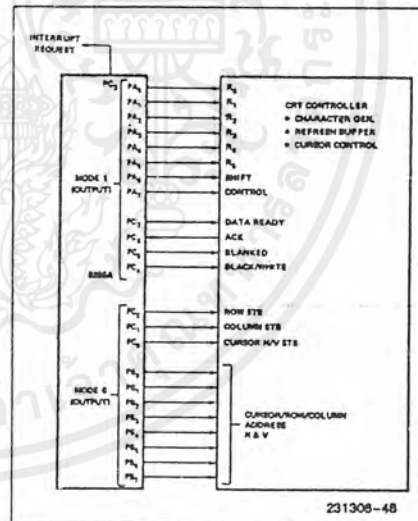 INTERRUPT
REQUEST
PC3
PA0 R0
PA1 R1
PA2 R2
PA3 R3
PA4 R4
PA5 R5
PA6 SHIFT
PA7 CONTROL
CRT CONTROLLER
• CHARACTER GEN.
• REFRESH BUFFER
• CURSOR CONTROL
MODE 1
(OUTPUT)
PC7 DATA READY
PC6 ACK
PC5 BLANKED
PC4 BLACK/WHITE
8255A
PC2 ROW STB
PC1 COLUMN STB
PC0 CURSOR H/V STB
MODE 0
(OUTPUT)
PB0
PB1
PB2
PB3
PB4
PB5
PB6
PB7
CURSOR/ROW/COLUMN
ADDRESS
H & V
231308-48